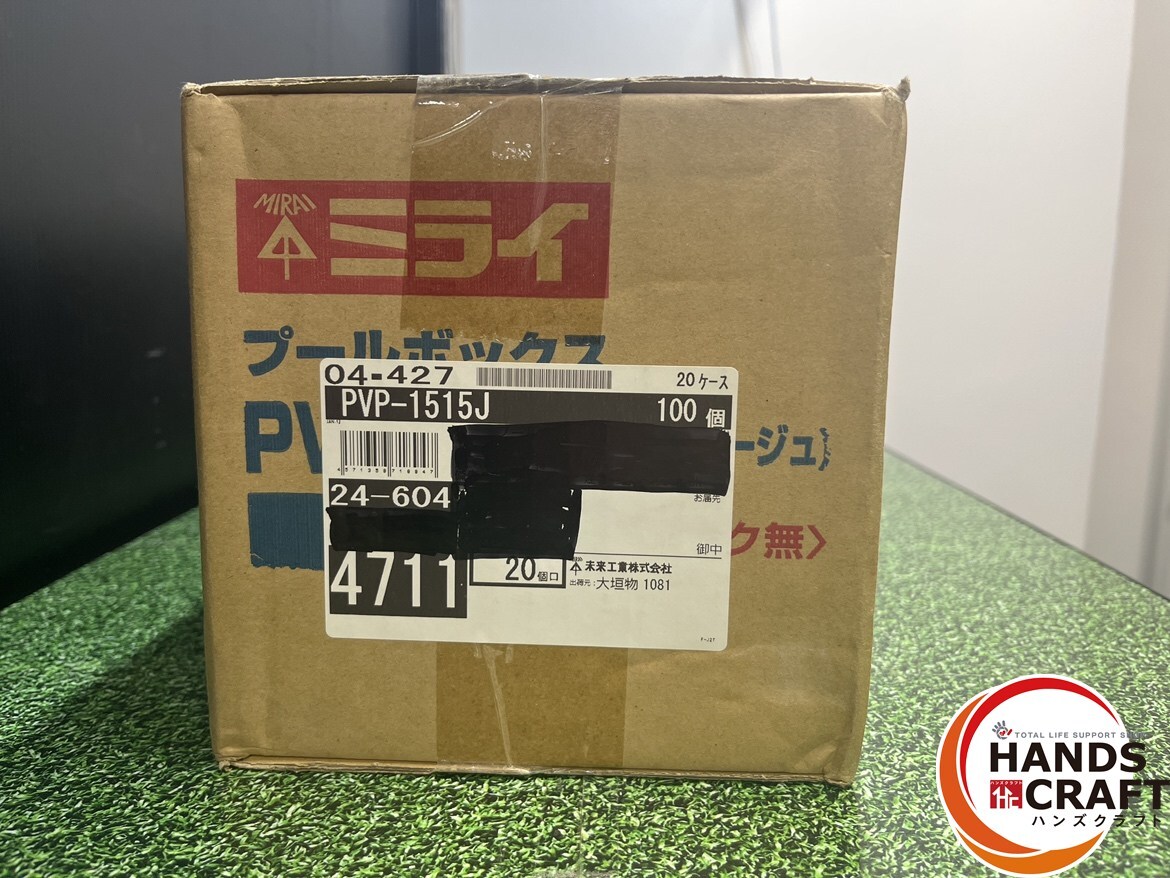 MIRAI
ミライ
プールボックス
04-427
20ケース
PVP-1515J
100 個
PV
ージュ
24-604
お届先
ク無〉
御中
4711
20 個口
未来工業株式会社
出荷元:大垣物 1081
TOTAL LIFE SUPPORT
HANDS
CRAFT
ハンズクラフト